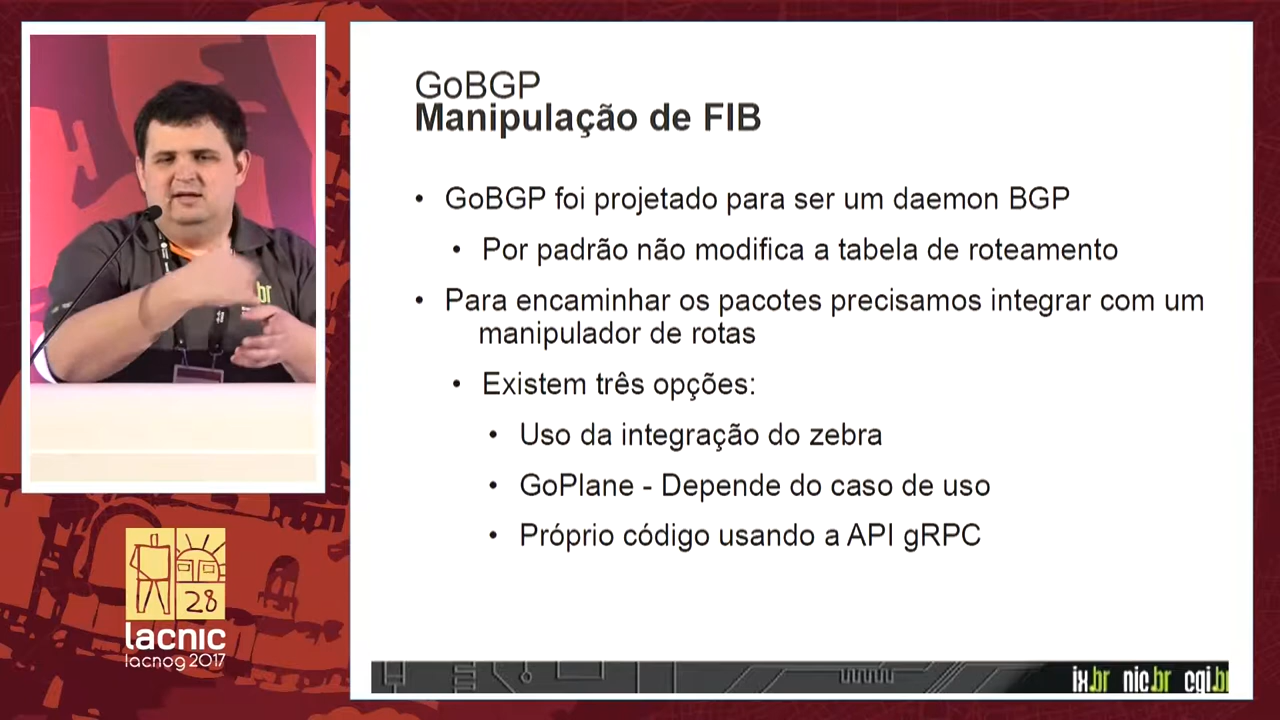 GoBGP
Manipulação de FIB
• GoBGP foi projetado para ser um daemon BGP
• Por padrão não modifica a tabela de roteamento
• Para encaminhar os pacotes precisamos integrar com um
manipulador de rotas
• Existem três opções:
• Uso da integração do zebra
• GoPlane - Depende do caso de uso
• Próprio código usando a API gRPC
br
28
lacnic
lacnog 2017
ix.br nic.br cgi.br